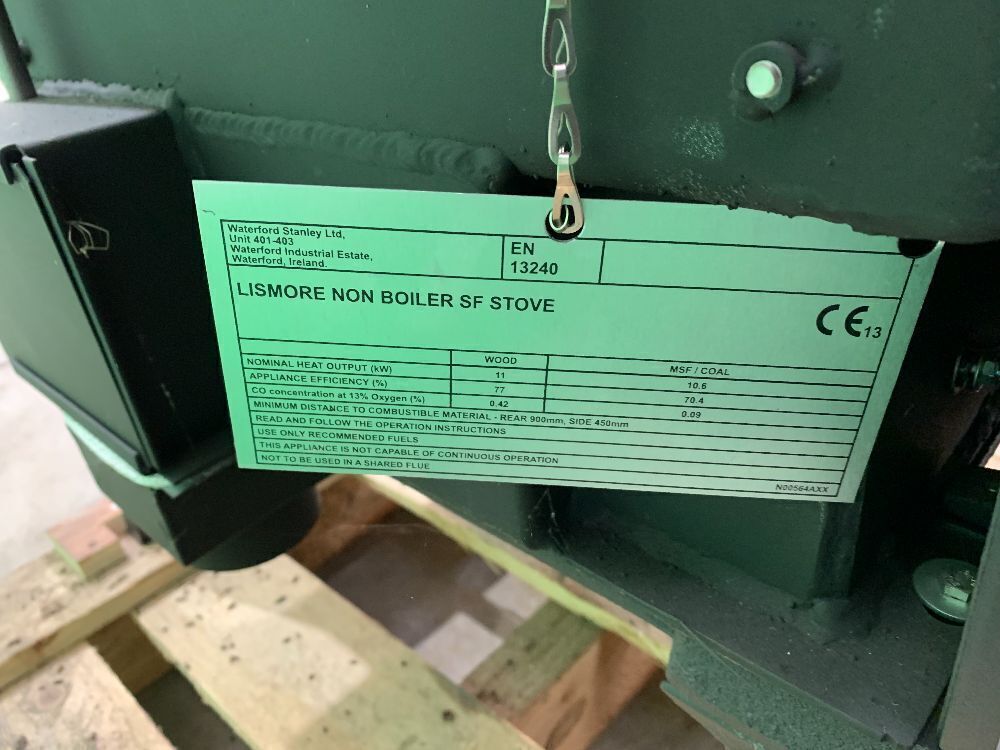 Waterford Stanley Ltd,
Unit 401-403
Waterford Industrial Estate,
Waterford, Ireland.
EN
13240
LISMORE NON BOILER SF STOVE
CE 13
WOOD MSF / COAL
NOMINAL HEAT OUTPUT (kW) 11 10.6
APPLIANCE EFFICIENCY (%) 77 70.4
CO concentration at 13% Oxygen (%) 0.42 0.09
MINIMUM DISTANCE TO COMBUSTIBLE MATERIAL - REAR 900mm, SIDE 450mm
READ AND FOLLOW THE OPERATION INSTRUCTIONS
USE ONLY RECOMMENDED FUELS
THIS APPLIANCE IS NOT CAPABLE OF CONTINUOUS OPERATION
NOT TO BE USED IN A SHARED FLUE
N00564AXX